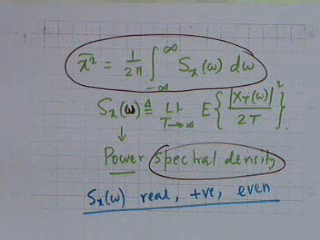 x̄² = 1/2π ∫_{-∞}^{∞} Sₓ(ω) dω
Sₓ(ω) ≜ Lt_{T→∞} E{|X_T(ω)|²/2T}
↓
Power spectral density
Sₓ(ω) real, +ve, even